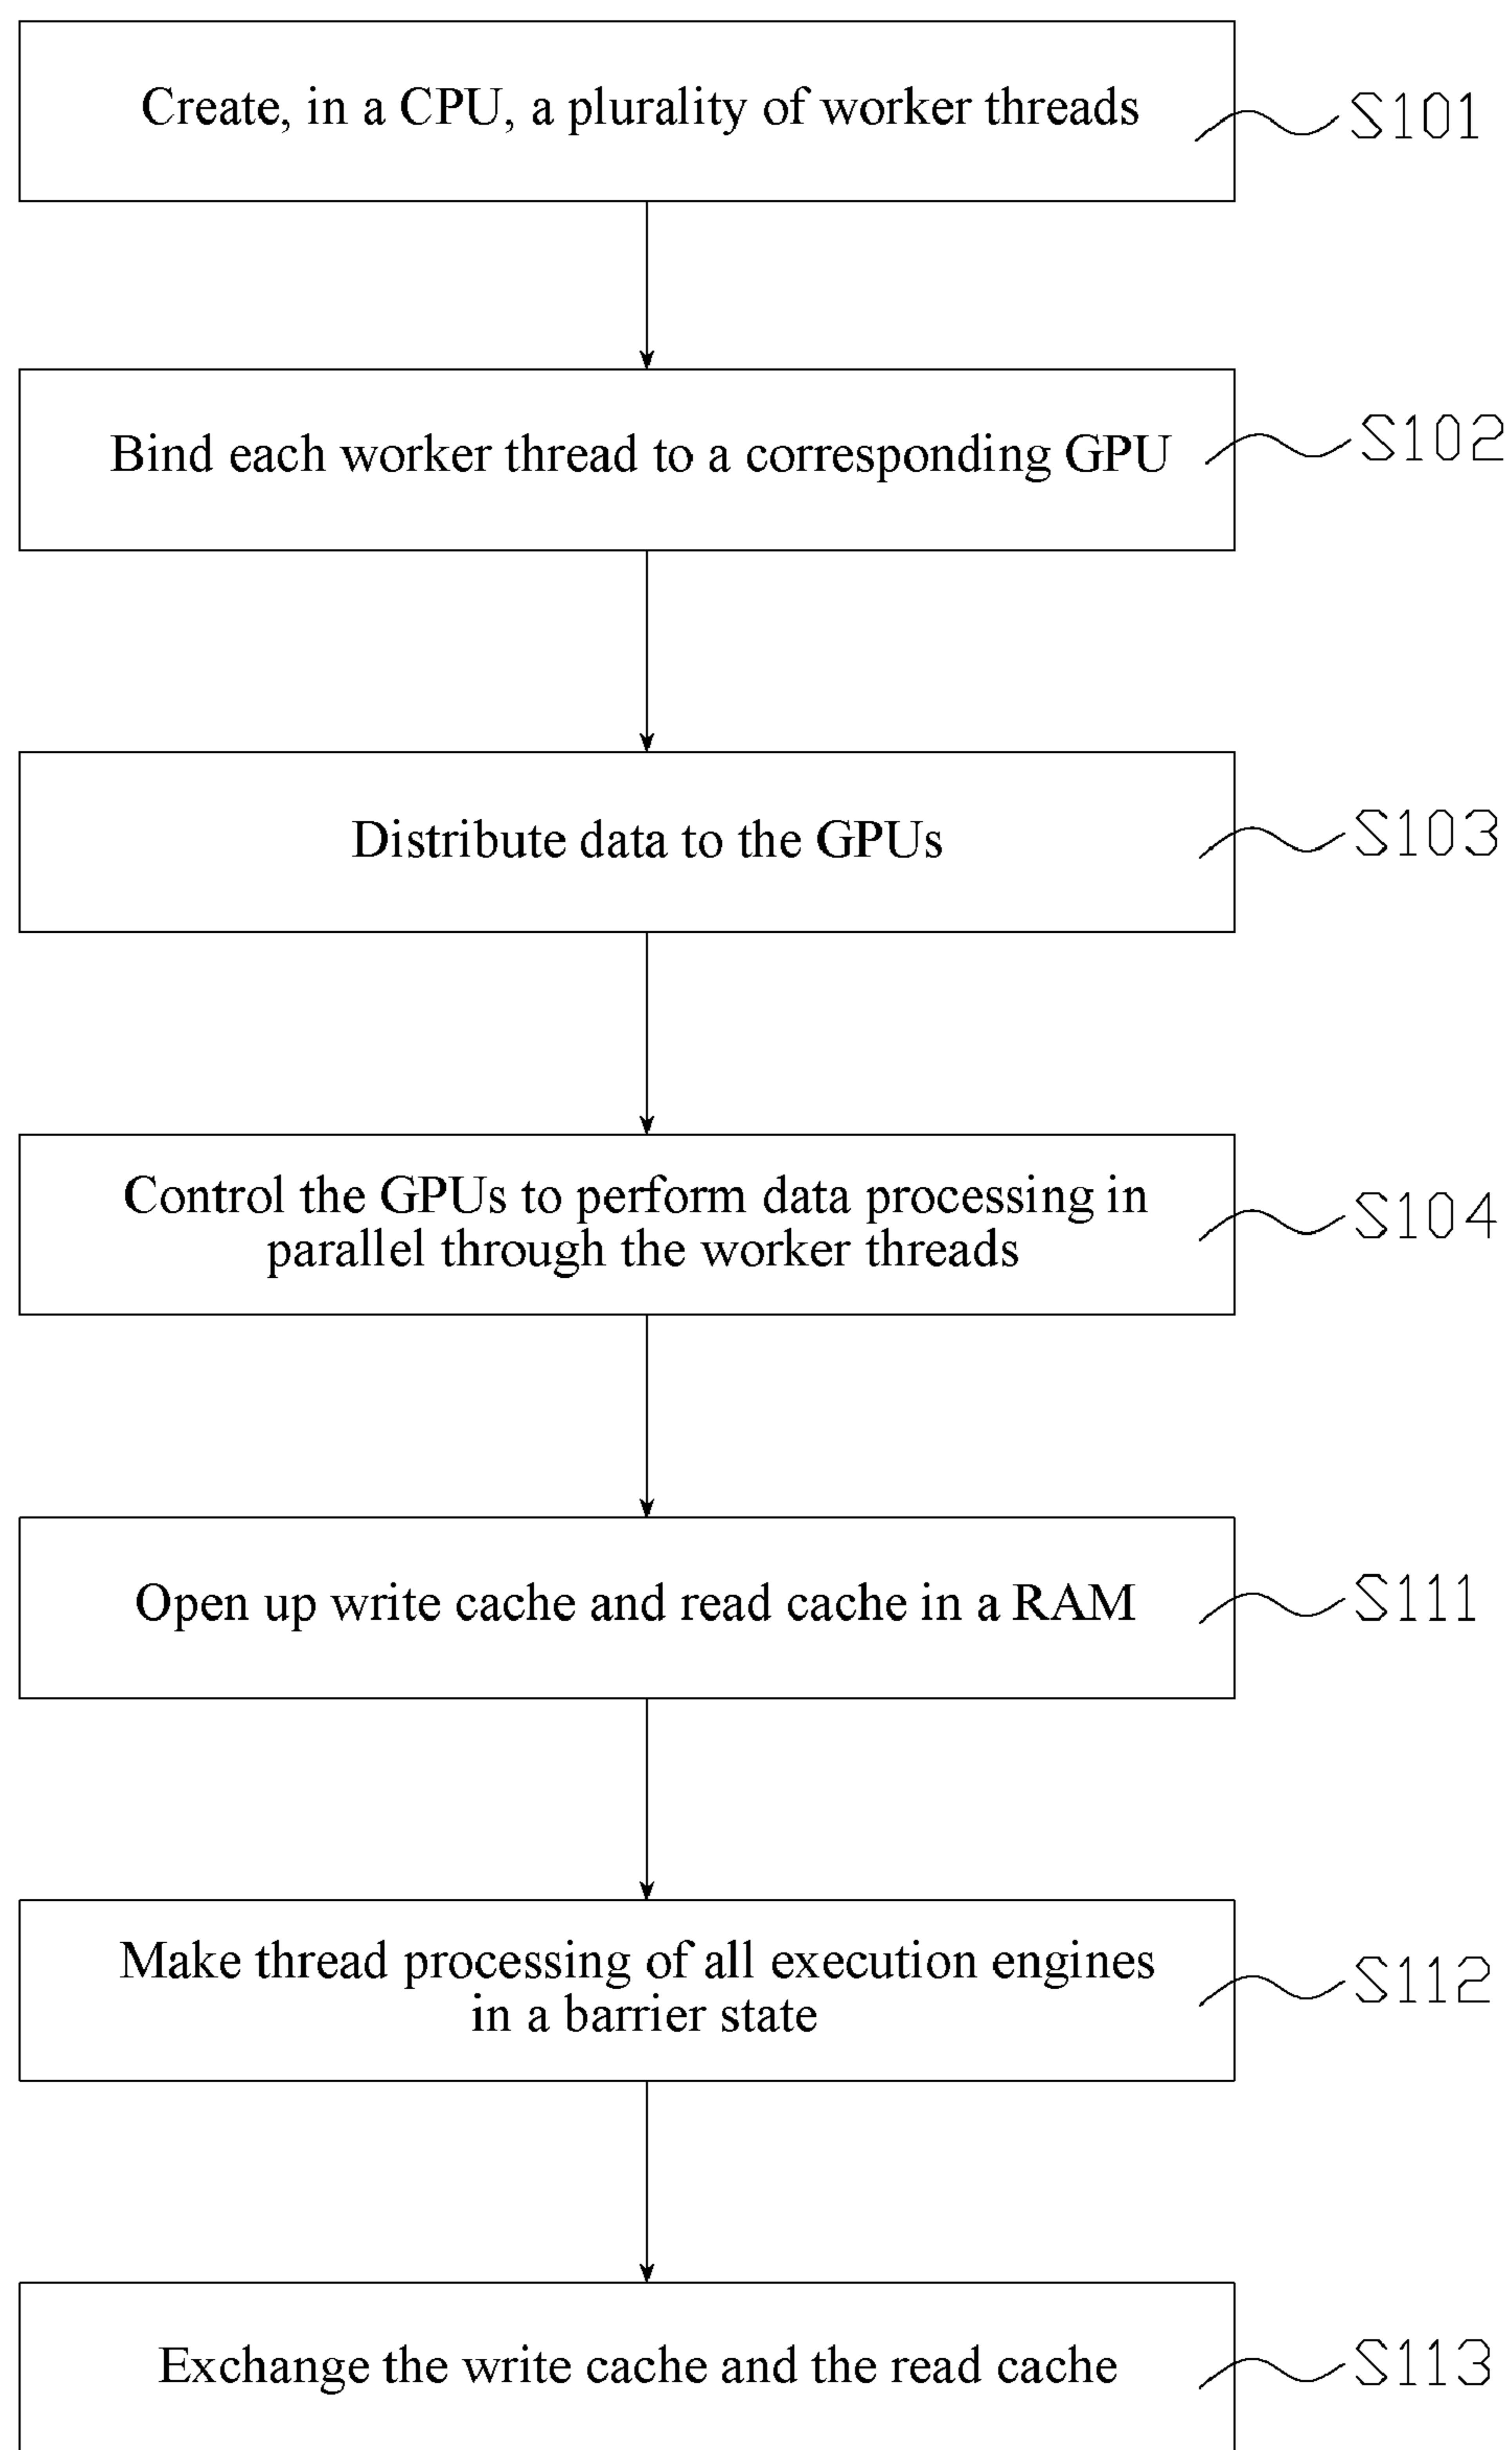 Create, in a CPU, a plurality of worker threads
S101
Bind each worker thread to a corresponding GPU
S102
Distribute data to the GPUs
S103
Control the GPUs to perform data processing in
parallel through the worker threads
S104
Open up write cache and read cache in a RAM
S111
Make thread processing of all execution engines
in a barrier state
S112
Exchange the write cache and the read cache
S113